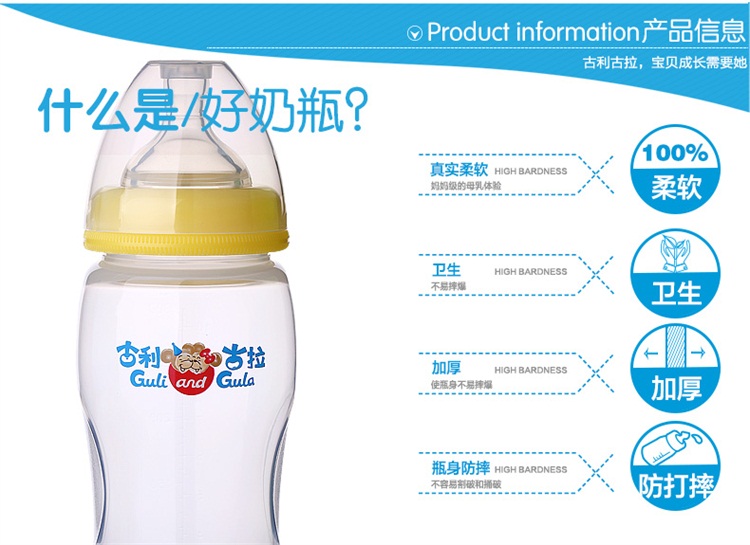 Product information产品信息
古利古拉，宝贝成长需要她
什么是/好奶瓶？
真实柔软 HIGH BARDNESS
妈妈级的母乳体验
100%
柔软
卫生 HIGH BARDNESS
不易摔爆
卫生
古利古拉
Guli and Gula
加厚 HIGH BARDNESS
使瓶身不易摔爆
加厚
瓶身防摔 HIGH BARDNESS
不容易割破和捅破
防打摔